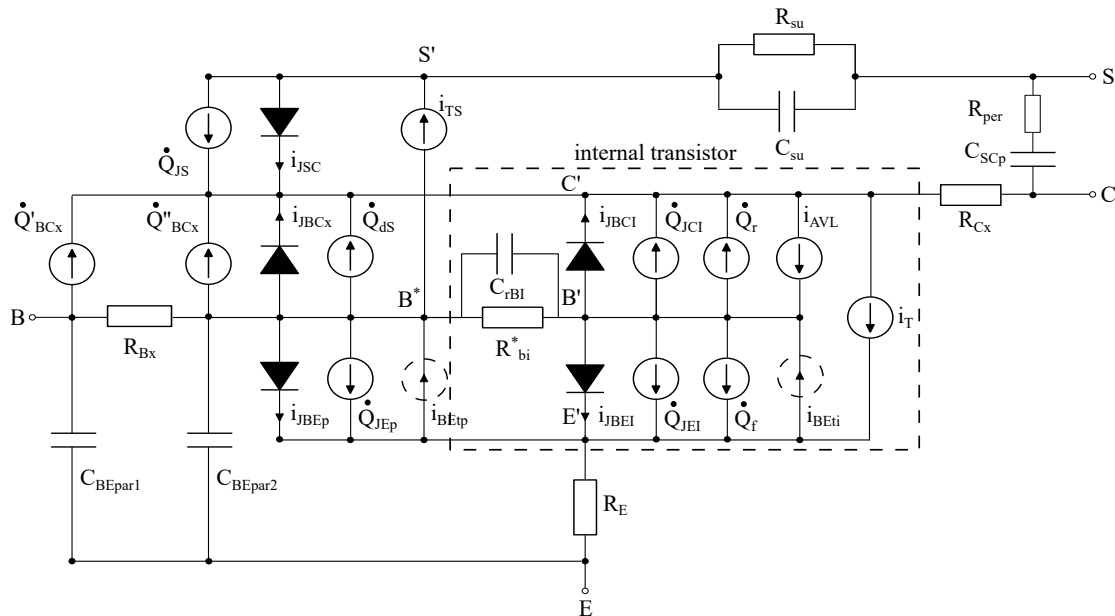 R_su
S'
S
i_TS
R_per
Q̇_JS
i_JSC
C_su
C_SCp
internal transistor
C'
C
Q̇'_BCx
Q̇''_BCx
i_JBCx
Q̇_dS
i_JBCI
Q̇_JCI
Q̇_r
i_AVL
R_Cx
C_rBI
B
B*
B'
i_T
R_Bx
R*_bi
i_JBEp
Q̇_JEp
i_BEtp
E'
i_JBEI
Q̇_JEI
Q̇_f
i_BEti
C_BEpar1
C_BEpar2
R_E
E